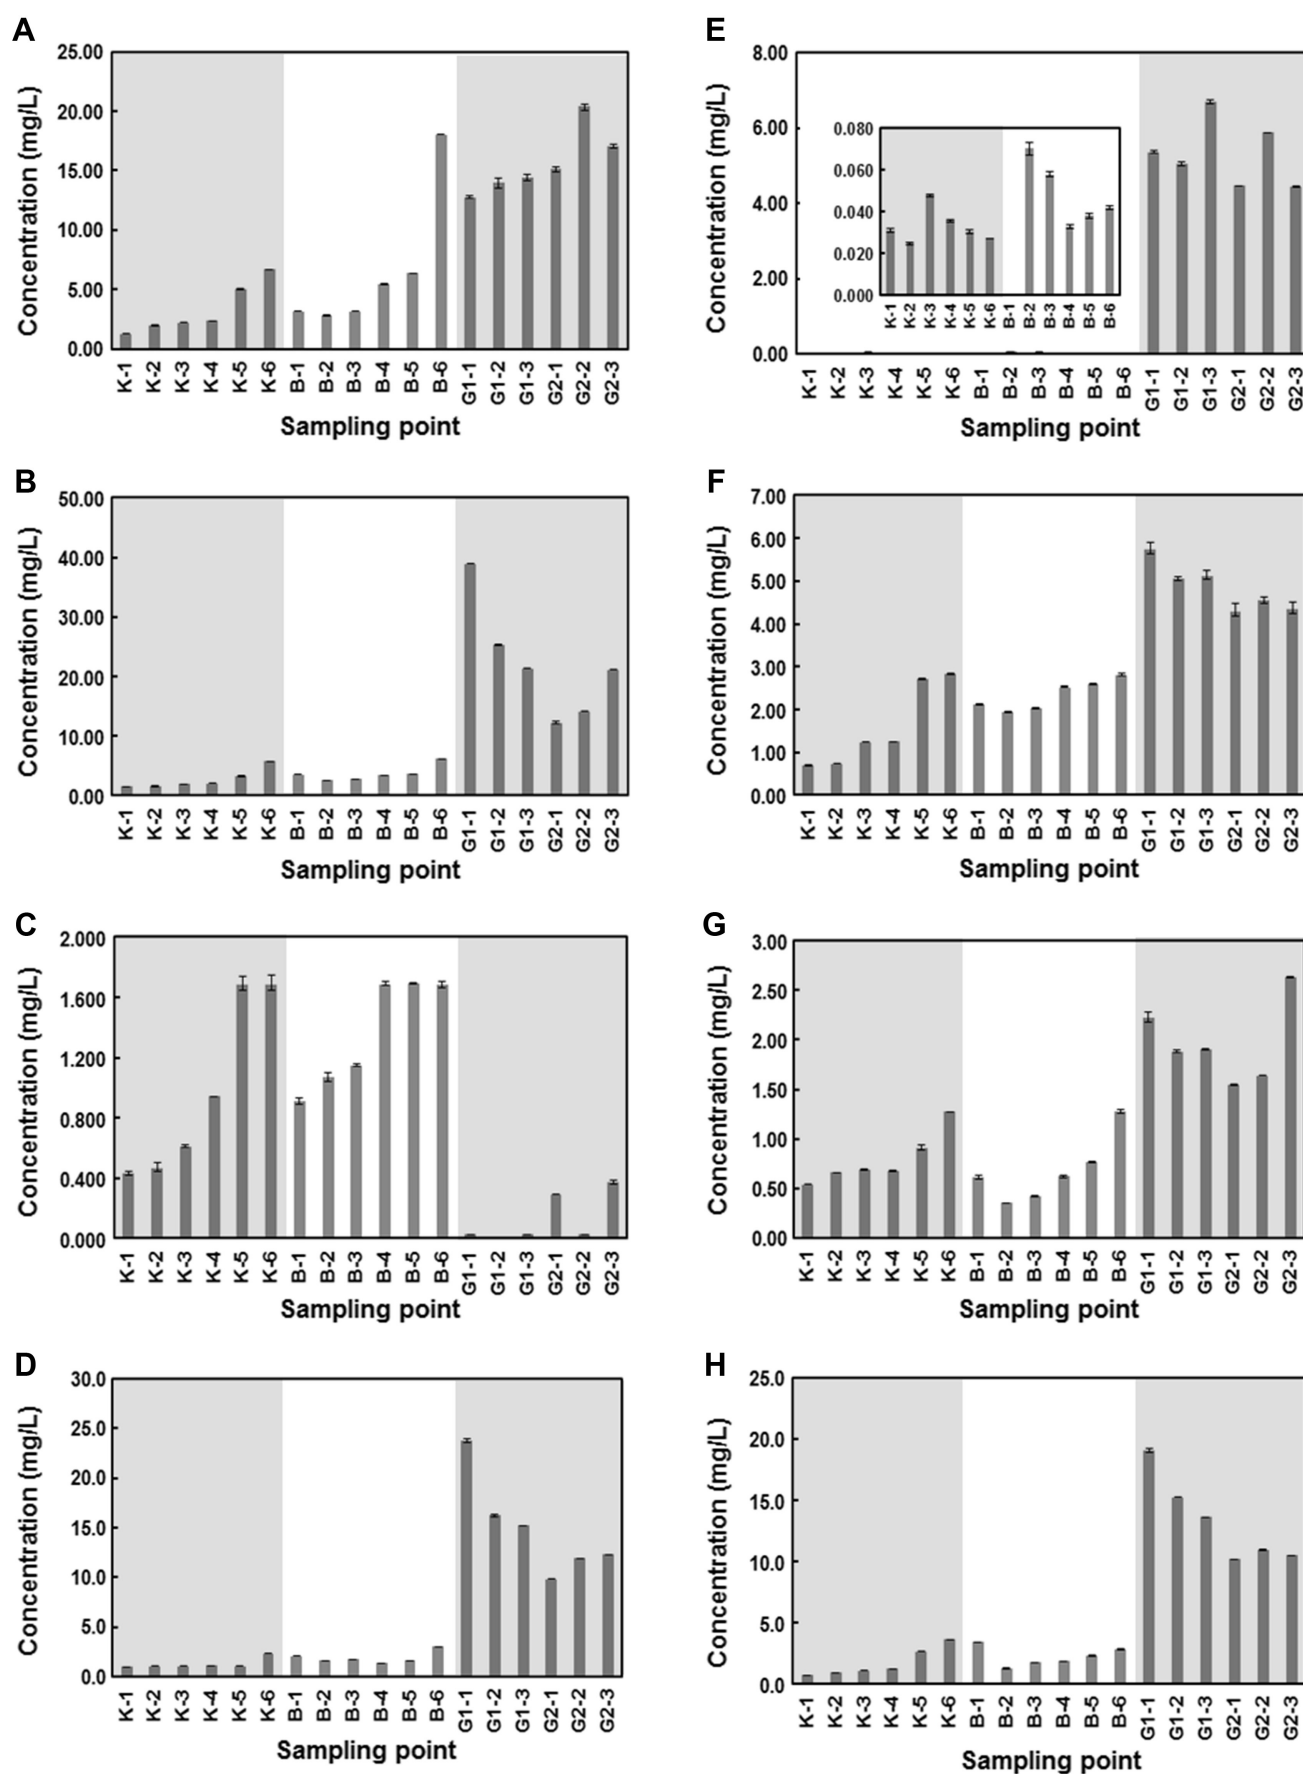 A
Concentration (mg/L)
25.00
20.00
15.00
10.00
5.00
0.00
K-1 K-2 K-3 K-4 K-5 K-6 B-1 B-2 B-3 B-4 B-5 B-6 G1-1 G1-2 G1-3 G2-1 G2-2 G2-3
Sampling point
B
Concentration (mg/L)
50.00
40.00
30.00
20.00
10.00
0.00
K-1 K-2 K-3 K-4 K-5 K-6 B-1 B-2 B-3 B-4 B-5 B-6 G1-1 G1-2 G1-3 G2-1 G2-2 G2-3
Sampling point
C
Concentration (mg/L)
2.000
1.600
1.200
0.800
0.400
0.000
K-1 K-2 K-3 K-4 K-5 K-6 B-1 B-2 B-3 B-4 B-5 B-6 G1-1 G1-2 G1-3 G2-1 G2-2 G2-3
Sampling point
D
Concentration (mg/L)
30.0
25.0
20.0
15.0
10.0
5.0
0.0
K-1 K-2 K-3 K-4 K-5 K-6 B-1 B-2 B-3 B-4 B-5 B-6 G1-1 G1-2 G1-3 G2-1 G2-2 G2-3
Sampling point
E
Concentration (mg/L)
8.00
6.00
4.00
2.00
0.00
0.080
0.060
0.040
0.020
0.000
K-1 K-2 K-3 K-4 K-5 K-6 B-1 B-2 B-3 B-4 B-5 B-6
K-1 K-2 K-3 K-4 K-5 K-6 B-1 B-2 B-3 B-4 B-5 B-6 G1-1 G1-2 G1-3 G2-1 G2-2 G2-3
Sampling point
F
Concentration (mg/L)
7.00
6.00
5.00
4.00
3.00
2.00
1.00
0.00
K-1 K-2 K-3 K-4 K-5 K-6 B-1 B-2 B-3 B-4 B-5 B-6 G1-1 G1-2 G1-3 G2-1 G2-2 G2-3
Sampling point
G
Concentration (mg/L)
3.00
2.50
2.00
1.50
1.00
0.50
0.00
K-1 K-2 K-3 K-4 K-5 K-6 B-1 B-2 B-3 B-4 B-5 B-6 G1-1 G1-2 G1-3 G2-1 G2-2 G2-3
Sampling point
H
Concentration (mg/L)
25.0
20.0
15.0
10.0
5.0
0.0
K-1 K-2 K-3 K-4 K-5 K-6 B-1 B-2 B-3 B-4 B-5 B-6 G1-1 G1-2 G1-3 G2-1 G2-2 G2-3
Sampling point